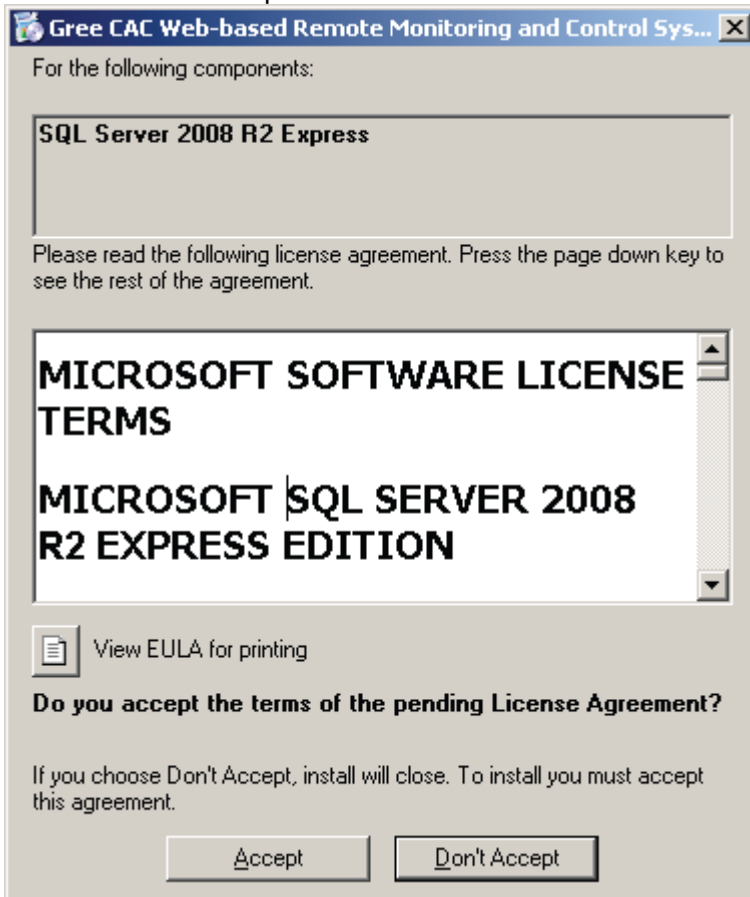 Gree CAC Web-based Remote Monitoring and Control Sys...
For the following components:
SQL Server 2008 R2 Express
Please read the following license agreement. Press the page down key to
see the rest of the agreement.
MICROSOFT SOFTWARE LICENSE
TERMS
MICROSOFT SQL SERVER 2008
R2 EXPRESS EDITION
View EULA for printing
Do you accept the terms of the pending License Agreement?
If you choose Don't Accept, install will close. To install you must accept
this agreement.
Accept Don't Accept